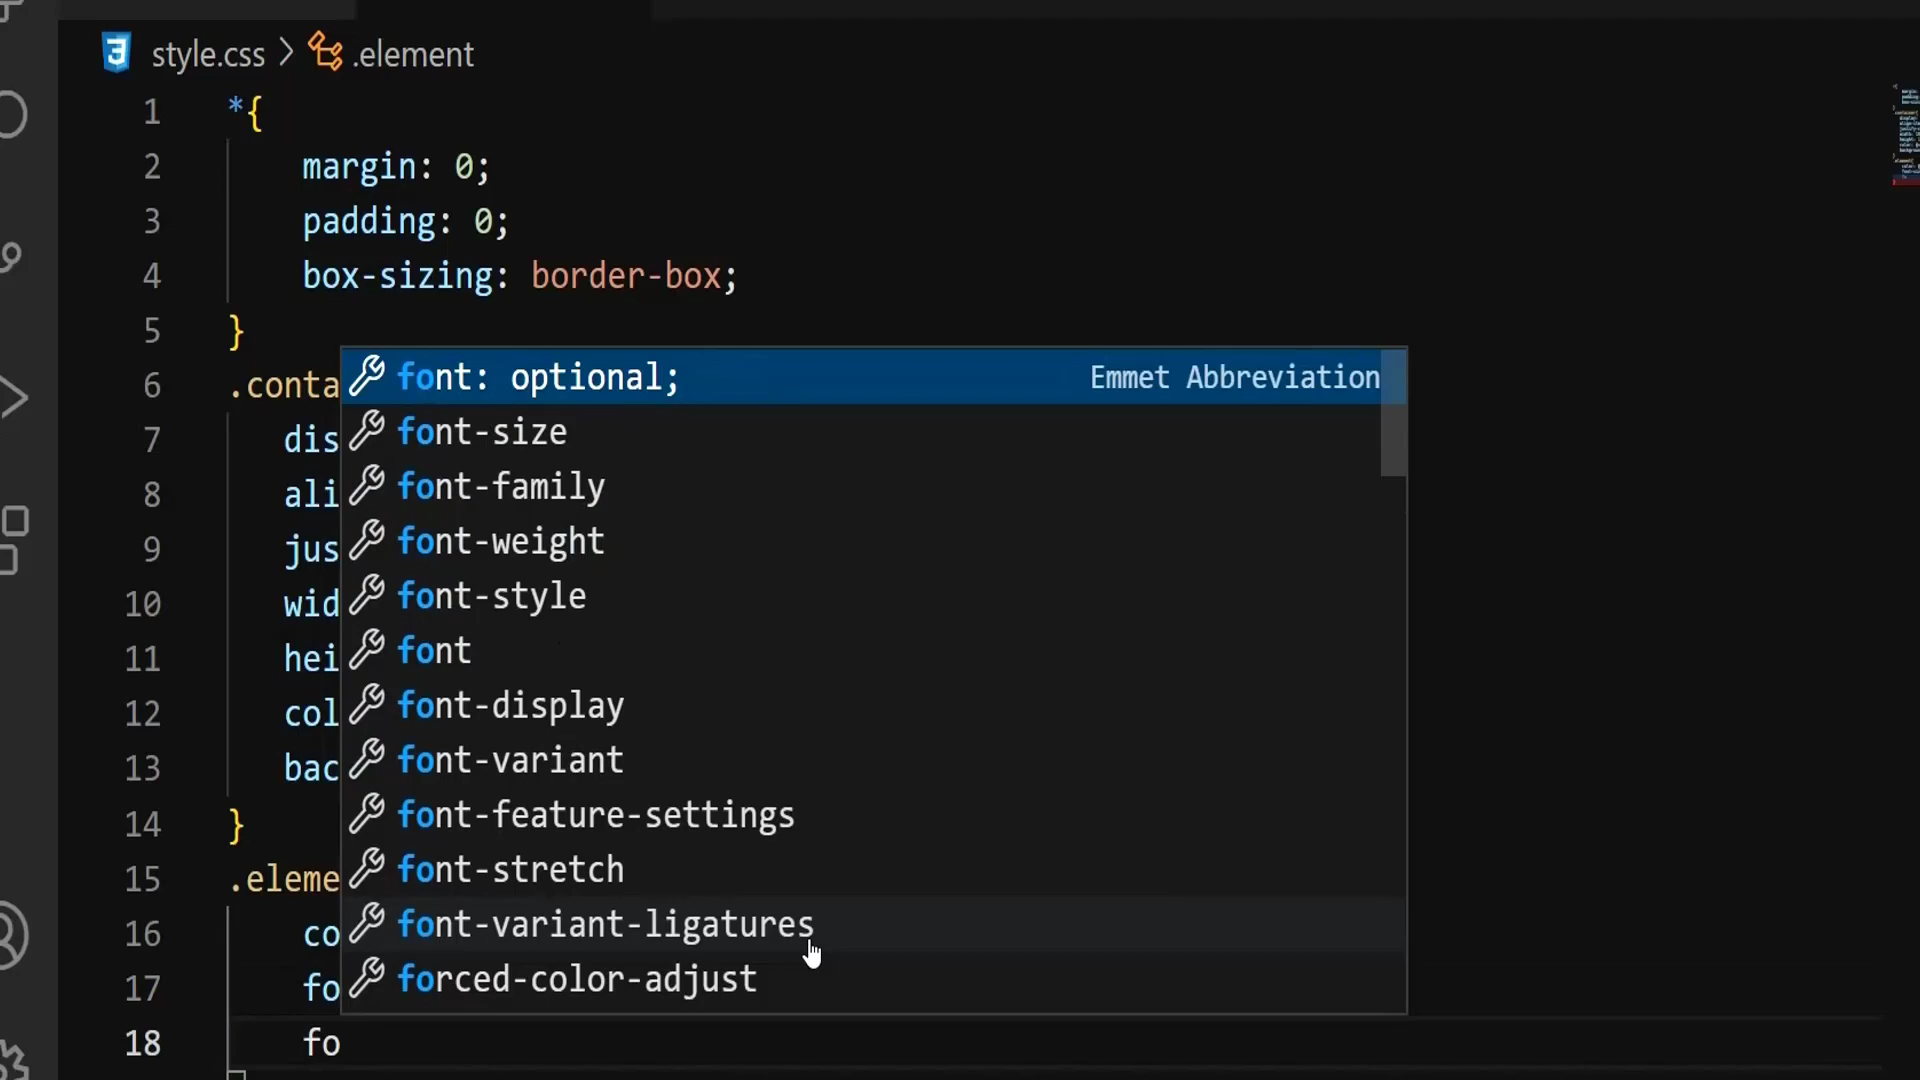 style.css > .element
1 *{
2 margin: 0;
3 padding: 0;
4 box-sizing: border-box;
5 }
6 .conta
7 dis
8 ali
9 jus
10 wid
11 hei
12 col
13 bac
14 }
15 .eleme
16 co
17 fo
18 fo
font: optional; Emmet Abbreviation
font-size
font-family
font-weight
font-style
font
font-display
font-variant
font-feature-settings
font-stretch
font-variant-ligatures
forced-color-adjust